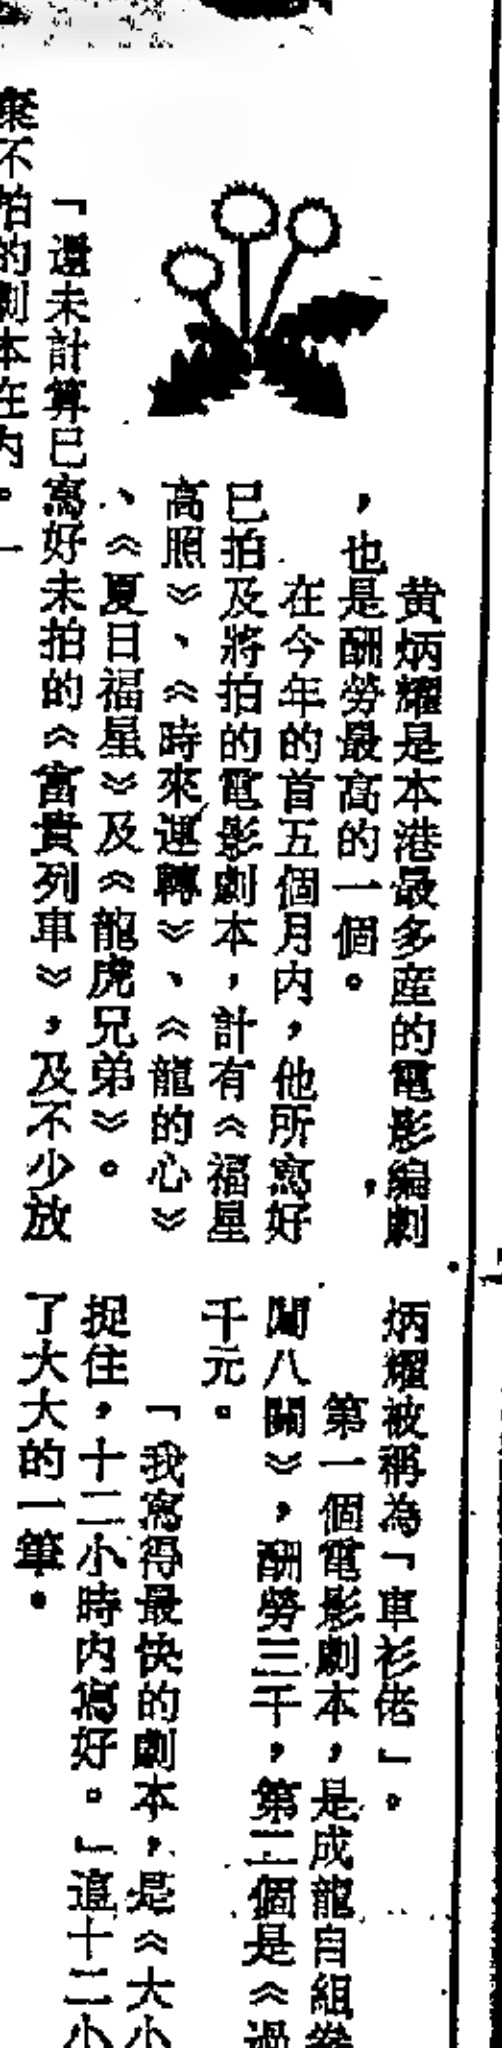 黃炳耀是本港最多産的電影編劇
，也是酬勞最高的一個。
在今年的首五個月内，他所寫好
已拍及將拍的電影劇本，計有《福星
高照》、《時來運轉》、《龍的心》
、《夏日福星》及《龍虎兄弟》。
「還未計算已寫好未拍的《富貴列車》，及不少放
棄不拍的劇本在内。」
炳耀被稱為「車衫佬」。
第一個電影劇本，是成龍自組
闖八關》，酬勞三千，第二個是《過
千元。
「我寫得最快的劇本，是《大小
捉住，十二小時内寫好。」這十二小
了大大的一筆。